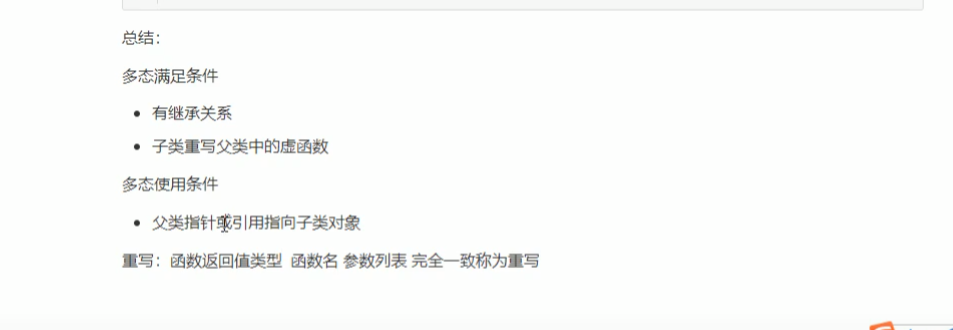 总结：
多态满足条件
有继承关系
子类重写父类中的虚函数
多态使用条件
父类指针或引用指向子类对象
重写：函数返回值类型 函数名 参数列表 完全一致称为重写